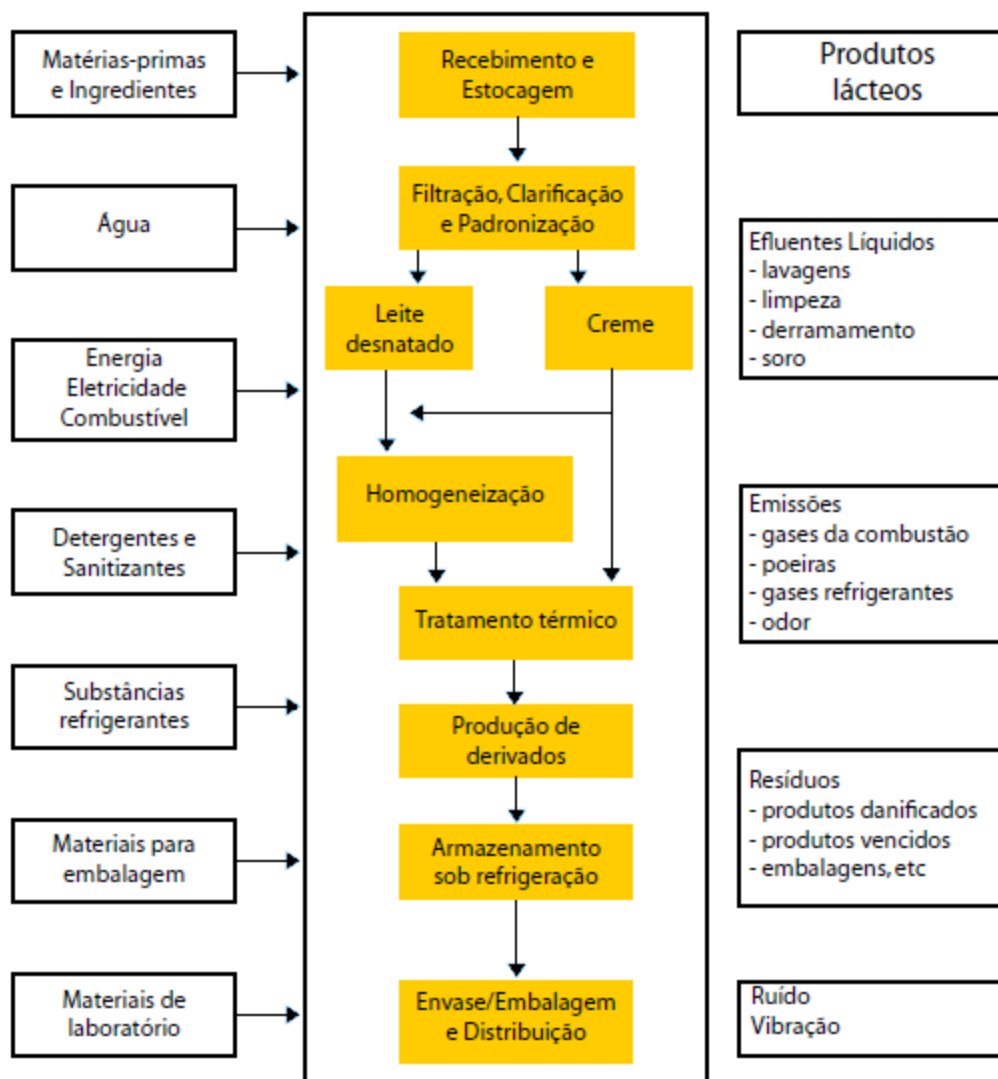 Matérias-primas
e Ingredientes
Água
Energia
Eletricidade
Combustível
Detergentes e
Sanitizantes
Substâncias
refrigerantes
Materiais para
embalagem
Materiais de
laboratório
Recebimento e
Estocagem
Filtração, Clarificação
e Padronização
Leite
desnatado
Creme
Homogeneização
Tratamento térmico
Produção de
derivados
Armazenamento
sob refrigeração
Envase/Embalagem
e Distribuição
Produtos
lácteos
Efluentes Líquidos
- lavagens
- limpeza
- derramamento
- soro
Emissões
- gases da combustão
- poeiras
- gases refrigerantes
- odor
Resíduos
- produtos danificados
- produtos vencidos
- embalagens, etc
Ruído
Vibração